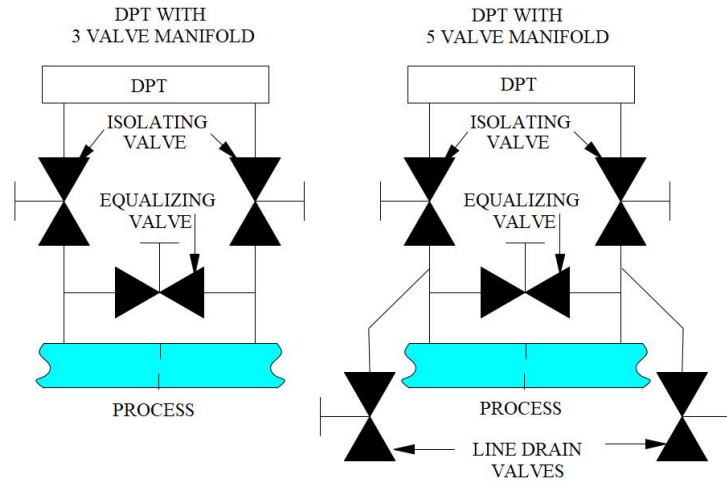 DPT WITH
3 VALVE MANIFOLD
DPT
ISOLATING
VALVE
EQUALIZING
VALVE
PROCESS
DPT WITH
5 VALVE MANIFOLD
DPT
ISOLATING
VALVE
EQUALIZING
VALVE
PROCESS
LINE DRAIN
VALVES